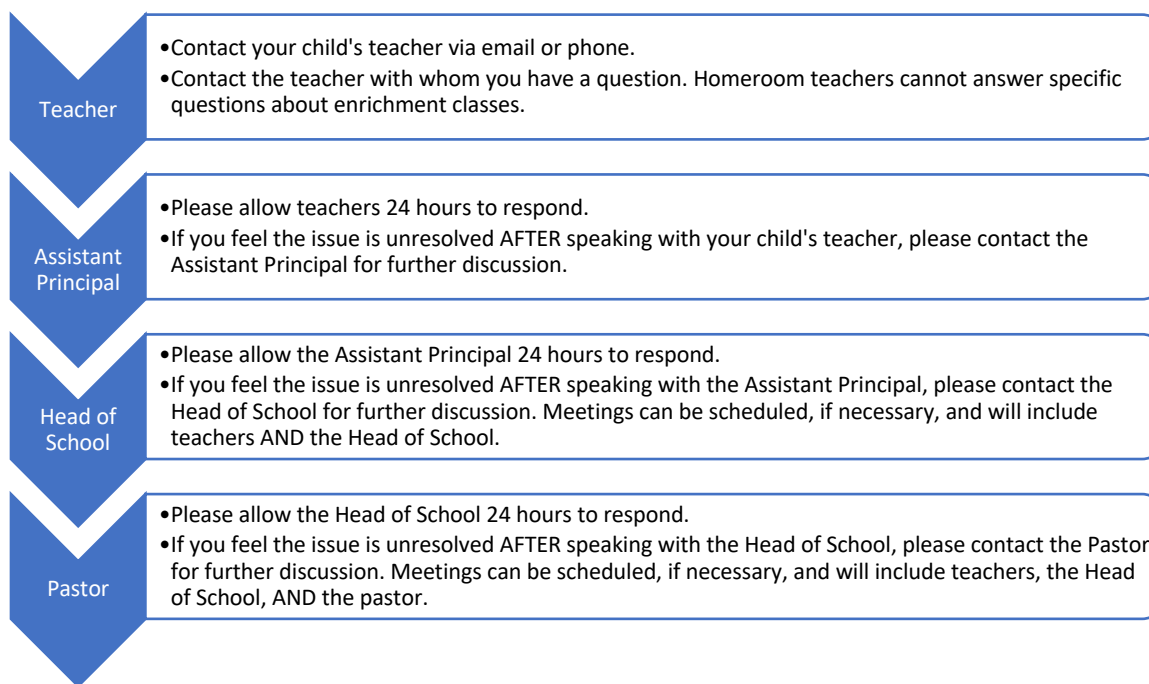 Teacher
•Contact your child's teacher via email or phone.
•Contact the teacher with whom you have a question. Homeroom teachers cannot answer specific
questions about enrichment classes.
Assistant
Principal
•Please allow teachers 24 hours to respond.
•If you feel the issue is unresolved AFTER speaking with your child's teacher, please contact the
Assistant Principal for further discussion.
Head of
School
•Please allow the Assistant Principal 24 hours to respond.
•If you feel the issue is unresolved AFTER speaking with the Assistant Principal, please contact the
Head of School for further discussion. Meetings can be scheduled, if necessary, and will include
teachers AND the Head of School.
Pastor
•Please allow the Head of School 24 hours to respond.
•If you feel the issue is unresolved AFTER speaking with the Head of School, please contact the Pastor
for further discussion. Meetings can be scheduled, if necessary, and will include teachers, the Head
of School, AND the pastor.